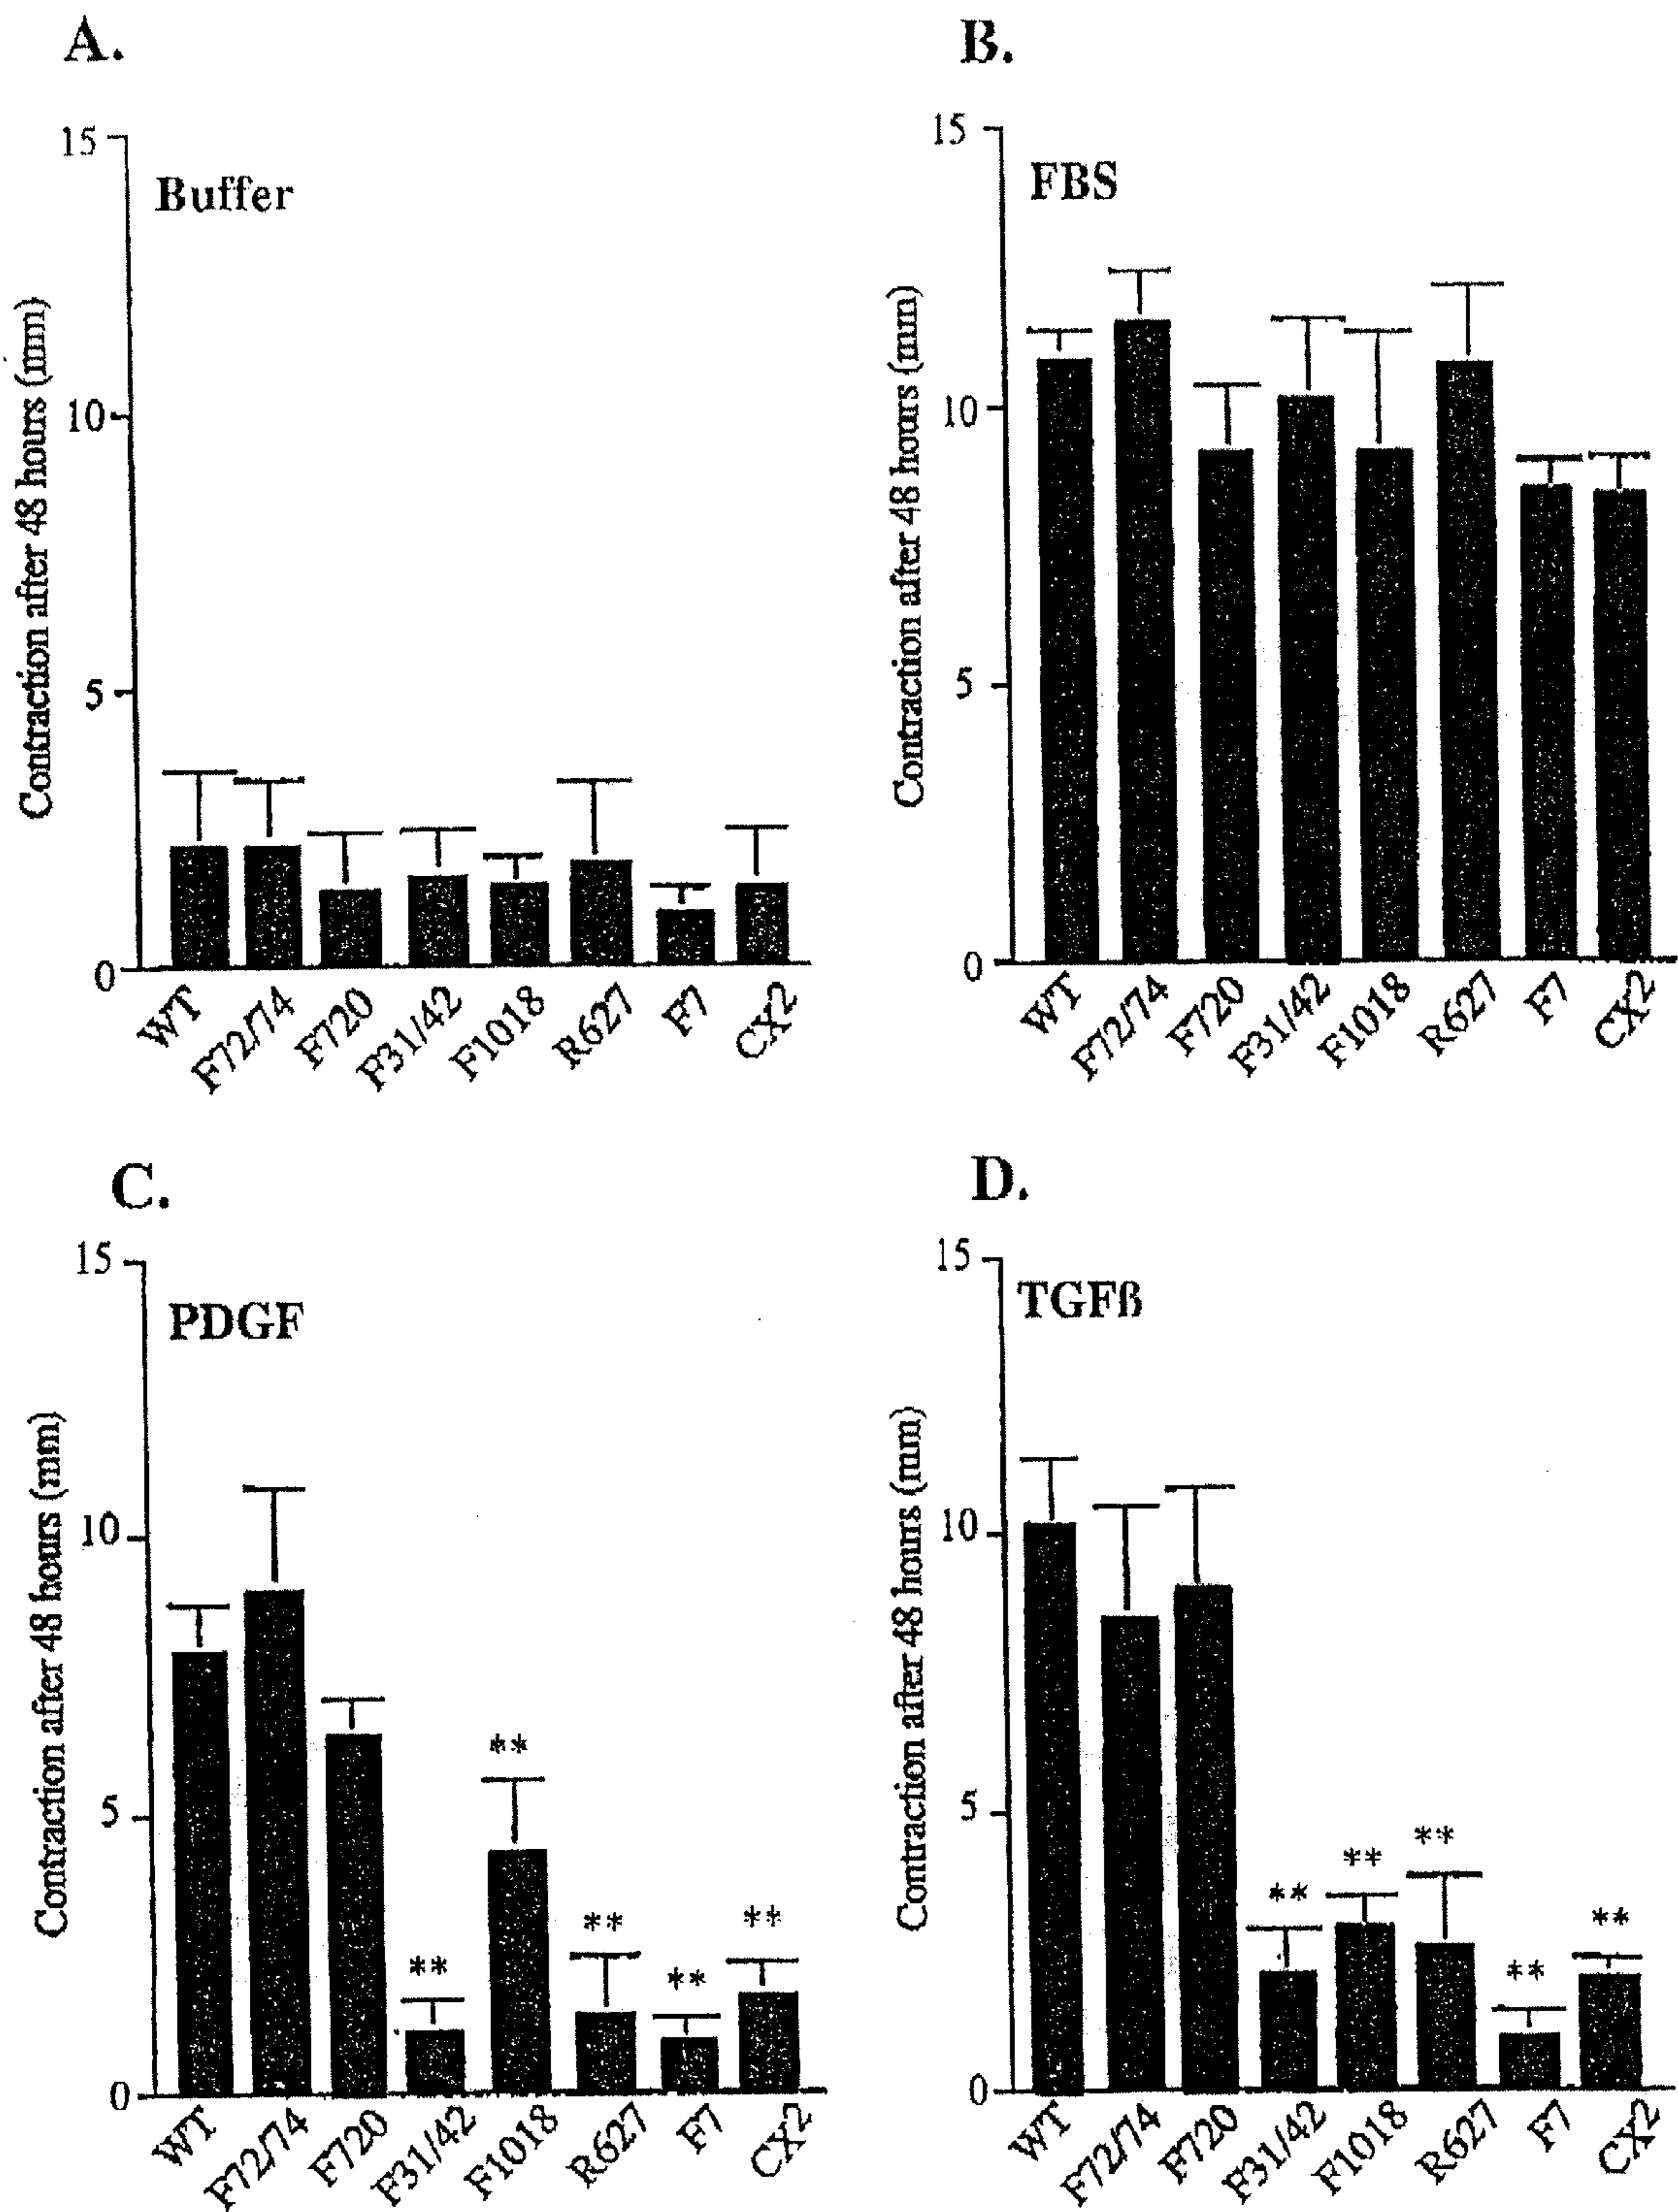 A.
15
Buffer
10
5
0
Contraction after 48 hours (mm)
WT
F72/74
F720
F31/42
F1018
R627
F7
CX2
B.
15
FBS
10
5
0
Contraction after 48 hours (mm)
WT
F72/74
F720
F31/42
F1018
R627
F7
CX2
C.
15
PDGF
10
5
0
Contraction after 48 hours (mm)
**
**
**
**
**
WT
F72/74
F720
F31/42
F1018
R627
F7
CX2
D.
15
TGFß
10
5
0
Contraction after 48 hours (mm)
**
**
**
**
**
WT
F72/74
F720
F31/42
F1018
R627
F7
CX2